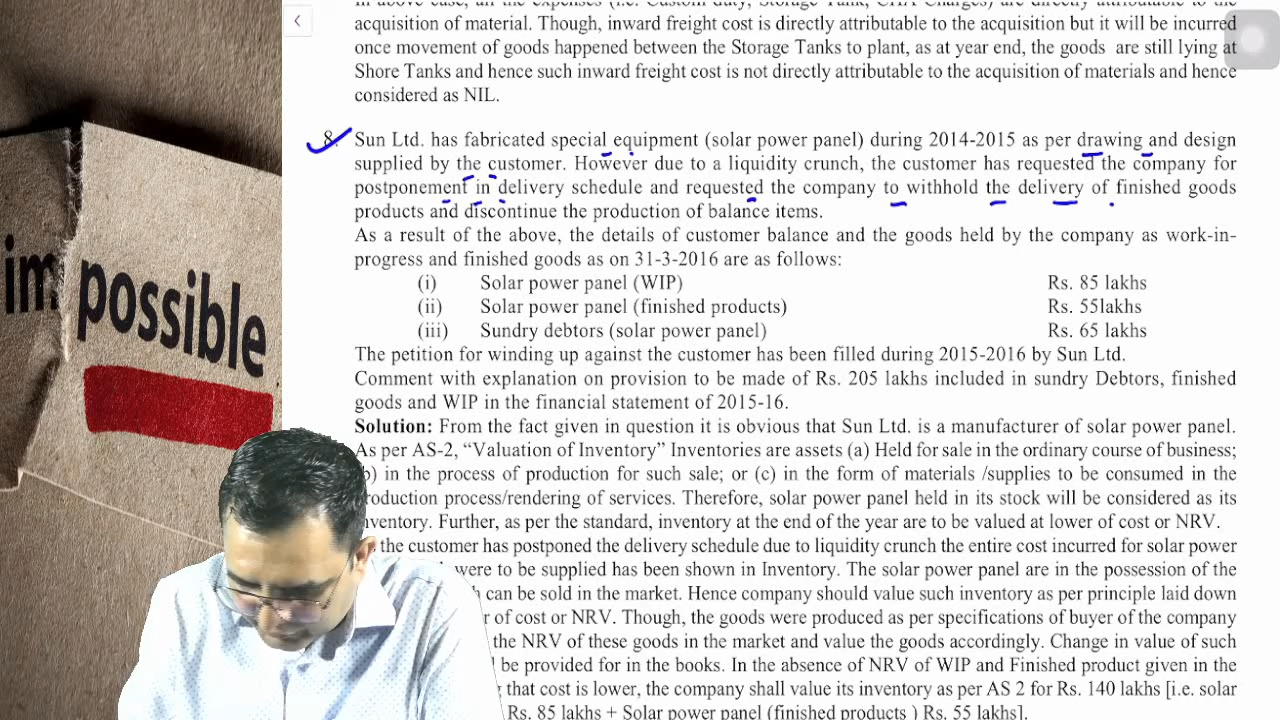 In above case, all the expenses (i.e. Custom duty, Storage Tank, CHA Charges) are directly attributable to the
acquisition of material. Though, inward freight cost is directly attributable to the acquisition but it will be incurred
once movement of goods happened between the Storage Tanks to plant, as at year end, the goods are still lying at
Shore Tanks and hence such inward freight cost is not directly attributable to the acquisition of materials and hence
considered as NIL.
8. Sun Ltd. has fabricated special equipment (solar power panel) during 2014-2015 as per drawing and design
supplied by the customer. However due to a liquidity crunch, the customer has requested the company for
postponement in delivery schedule and requested the company to withhold the delivery of finished goods
products and discontinue the production of balance items.
As a result of the above, the details of customer balance and the goods held by the company as work-in-
progress and finished goods as on 31-3-2016 are as follows:
(i) Solar power panel (WIP) Rs. 85 lakhs
(ii) Solar power panel (finished products) Rs. 55lakhs
(iii) Sundry debtors (solar power panel) Rs. 65 lakhs
The petition for winding up against the customer has been filled during 2015-2016 by Sun Ltd.
Comment with explanation on provision to be made of Rs. 205 lakhs included in sundry Debtors, finished
goods and WIP in the financial statement of 2015-16.
Solution: From the fact given in question it is obvious that Sun Ltd. is a manufacturer of solar power panel.
As per AS-2, “Valuation of Inventory” Inventories are assets (a) Held for sale in the ordinary course of business;
b) in the process of production for such sale; or (c) in the form of materials /supplies to be consumed in the
production process/rendering of services. Therefore, solar power panel held in its stock will be considered as its
inventory. Further, as per the standard, inventory at the end of the year are to be valued at lower of cost or NRV.
the customer has postponed the delivery schedule due to liquidity crunch the entire cost incurred for solar power
were to be supplied has been shown in Inventory. The solar power panel are in the possession of the
can be sold in the market. Hence company should value such inventory as per principle laid down
of cost or NRV. Though, the goods were produced as per specifications of buyer of the company
the NRV of these goods in the market and value the goods accordingly. Change in value of such
be provided for in the books. In the absence of NRV of WIP and Finished product given in the
that cost is lower, the company shall value its inventory as per AS 2 for Rs. 140 lakhs [i.e. solar
Rs. 85 lakhs + Solar power panel (finished products ) Rs. 55 lakhs].
impossible